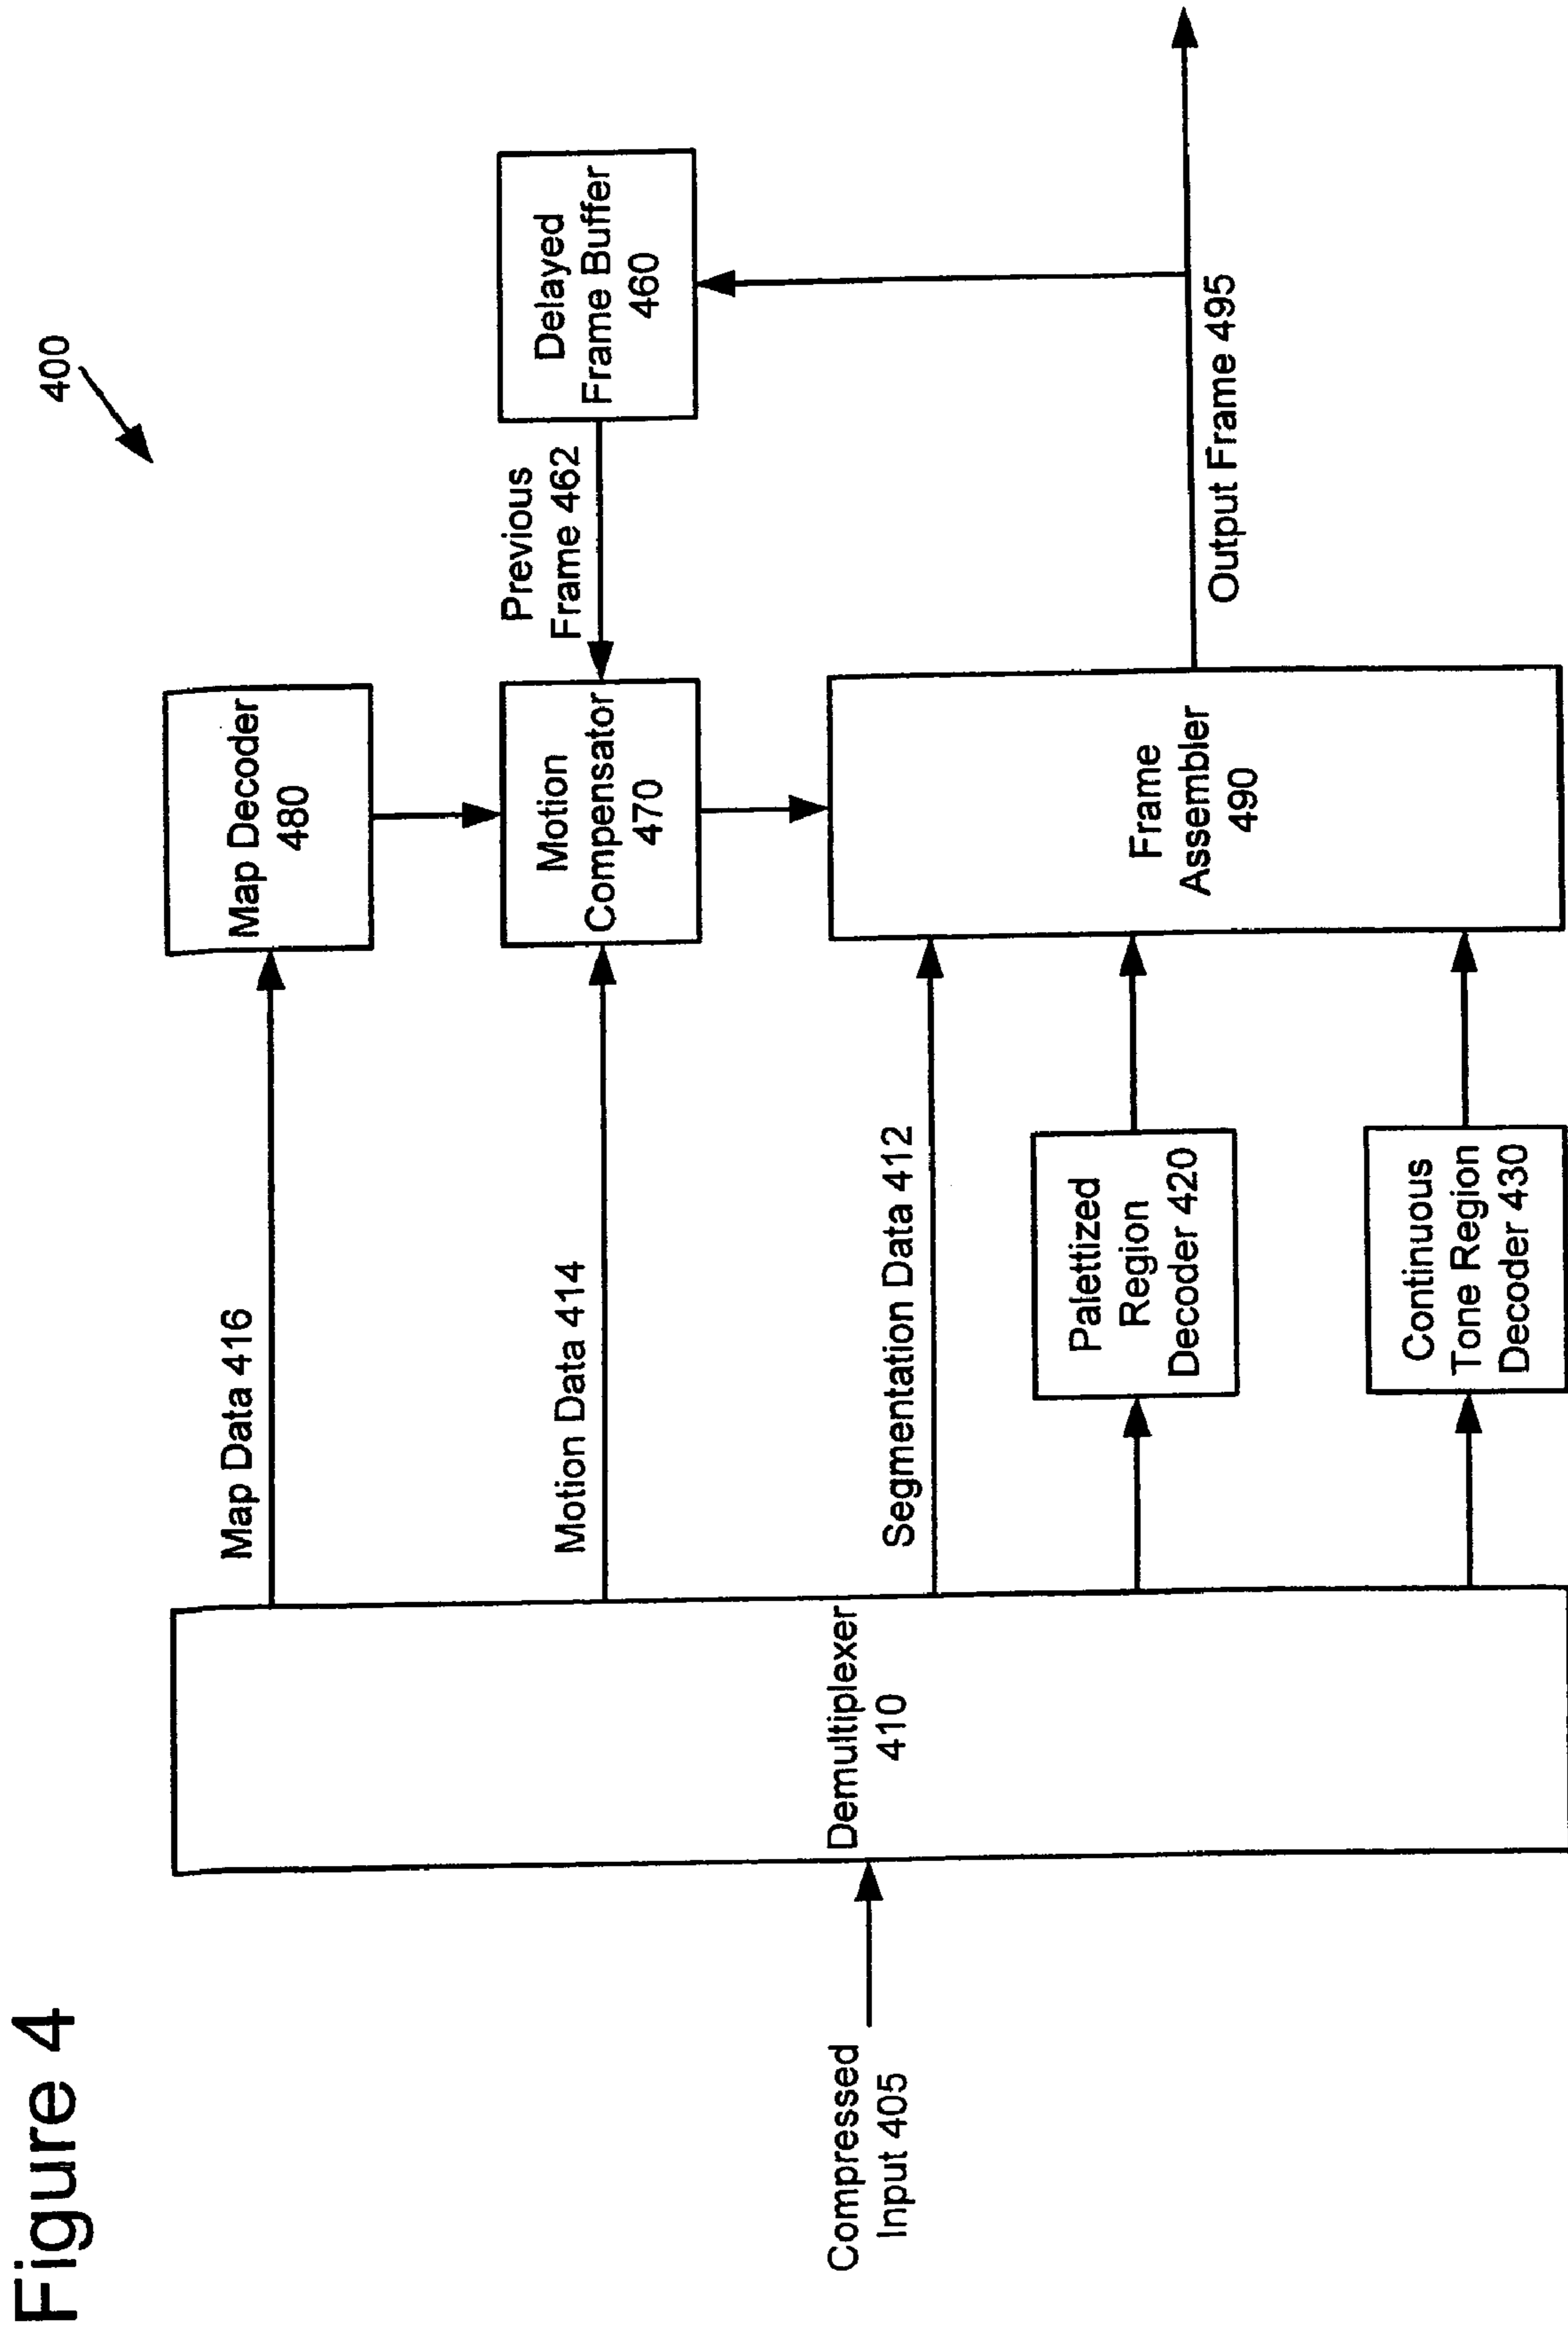 Figure 4
400
Compressed
Input 405
Demultiplexer
410
Map Data 416
Motion Data 414
Segmentation Data 412
Palettized
Region
Decoder 420
Continuous
Tone Region
Decoder 430
Map Decoder
480
Motion
Compensator
470
Frame
Assembler
490
Previous
Frame 462
Delayed
Frame Buffer
460
Output Frame 495